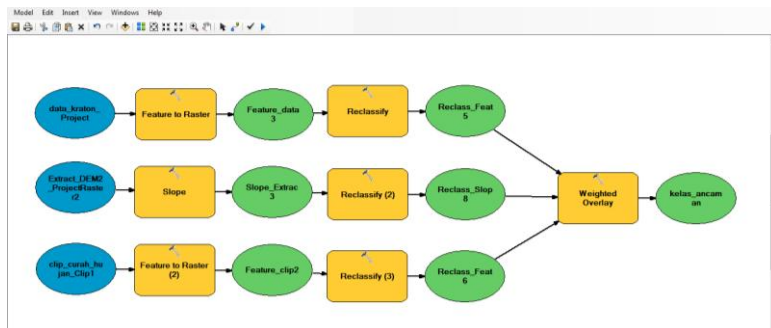 Model Edit Insert View Windows Help
data_kraton_
Project
Feature to Raster
Feature_data
3
Reclassify
Reclass_Feat
5
Extract_DEM2
_ProjectRaste
r2
Slope
Slope_Extrac
3
Reclassify (2)
Reclass_Slop
8
Weighted
Overlay
kelas_ancam
an
clip_curah_hu
jan_Clip1
Feature to Raster
(2)
Feature_clip2
Reclassify (3)
Reclass_Feat
6